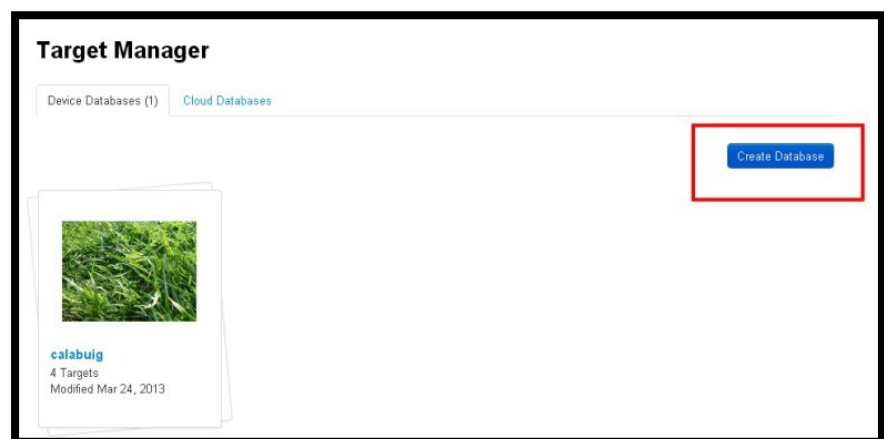 Target Manager
Device Databases (1)
Cloud Databases
Create Database
calabuig
4 Targets
Modified Mar 24, 2013